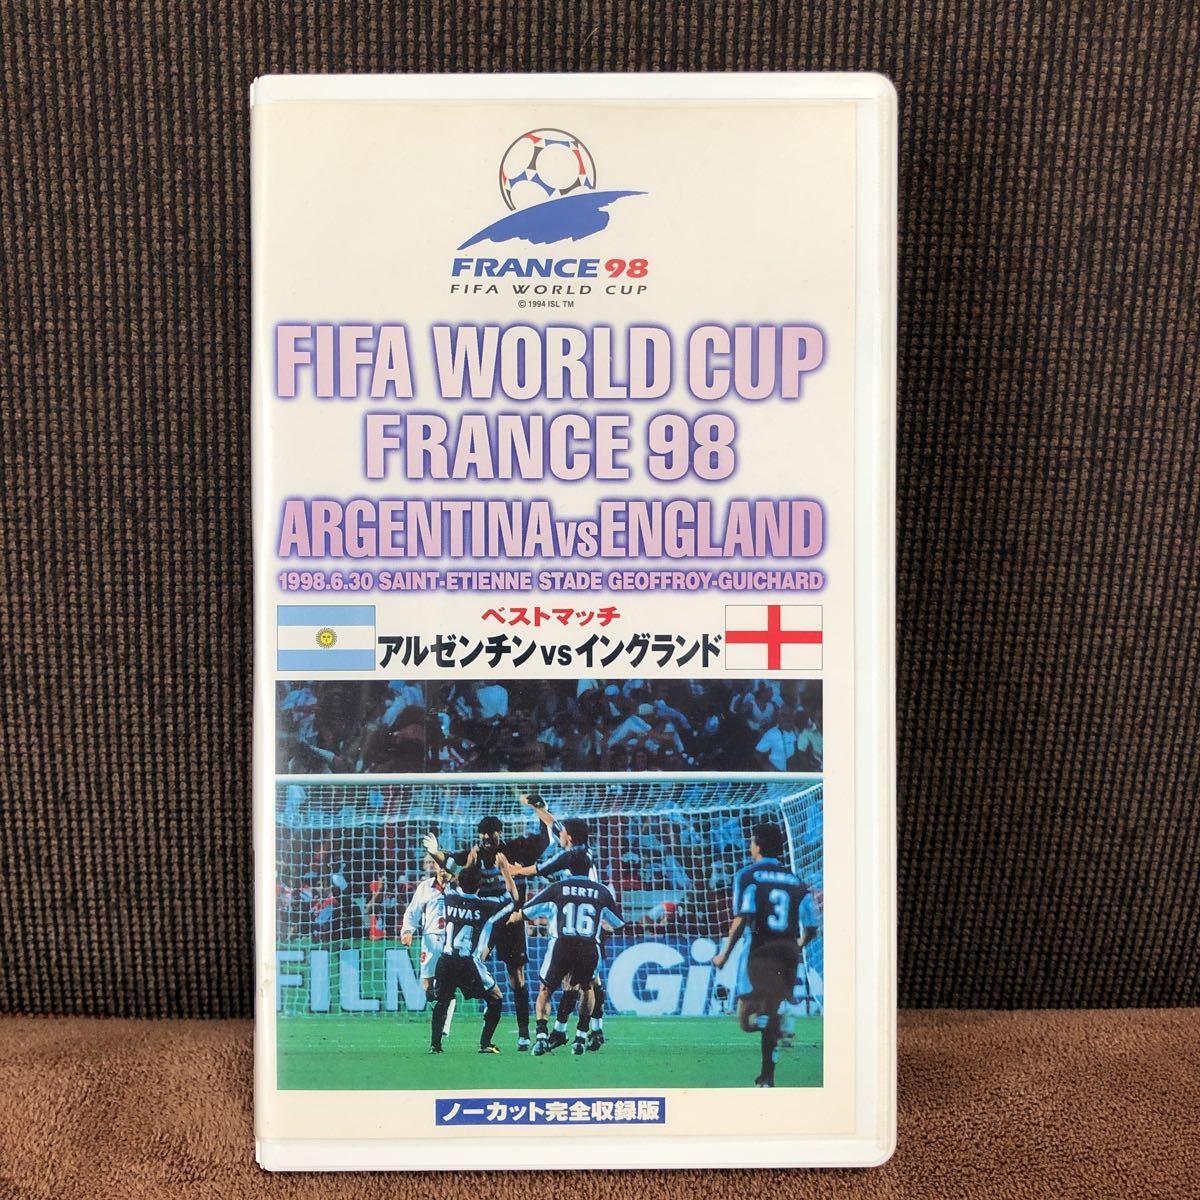 FRANCE 98
FIFA WORLD CUP
© 1994 ISL TM
FIFA WORLD CUP
FRANCE 98
ARGENTINA vs ENGLAND
1998.6.30 SAINT-ETIENNE STADE GEOFFROY-GUICHARD
ベストマッチ
アルゼンチン vs イングランド
VIVAS
14
BERTI
16
3
FILM
ノーカット完全収録版